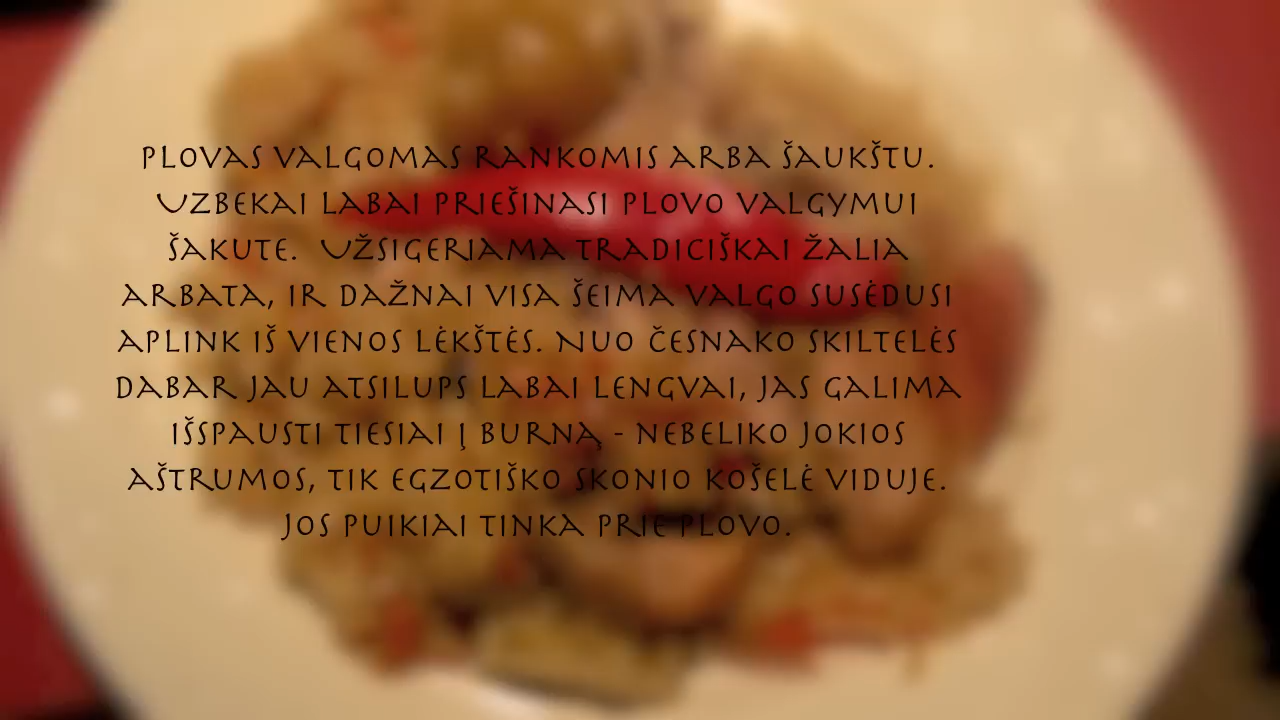 Plovas valgomas rankomis arba šaukštu.
Uzbekai labai priešinasi plovo valgymui
šakute.  Užsigeriama tradiciškai žalia
arbata, ir dažnai visa šeima valgo susėdusi
aplink iš vienos lėkštės. Nuo česnako skiltelės
dabar jau atsilups labai lengvai, jas galima
išspausti tiesiai į burną - nebeliko jokios
aštrumos, tik egzotiško skonio košelė viduje.
Jos puikiai tinka prie plovo.